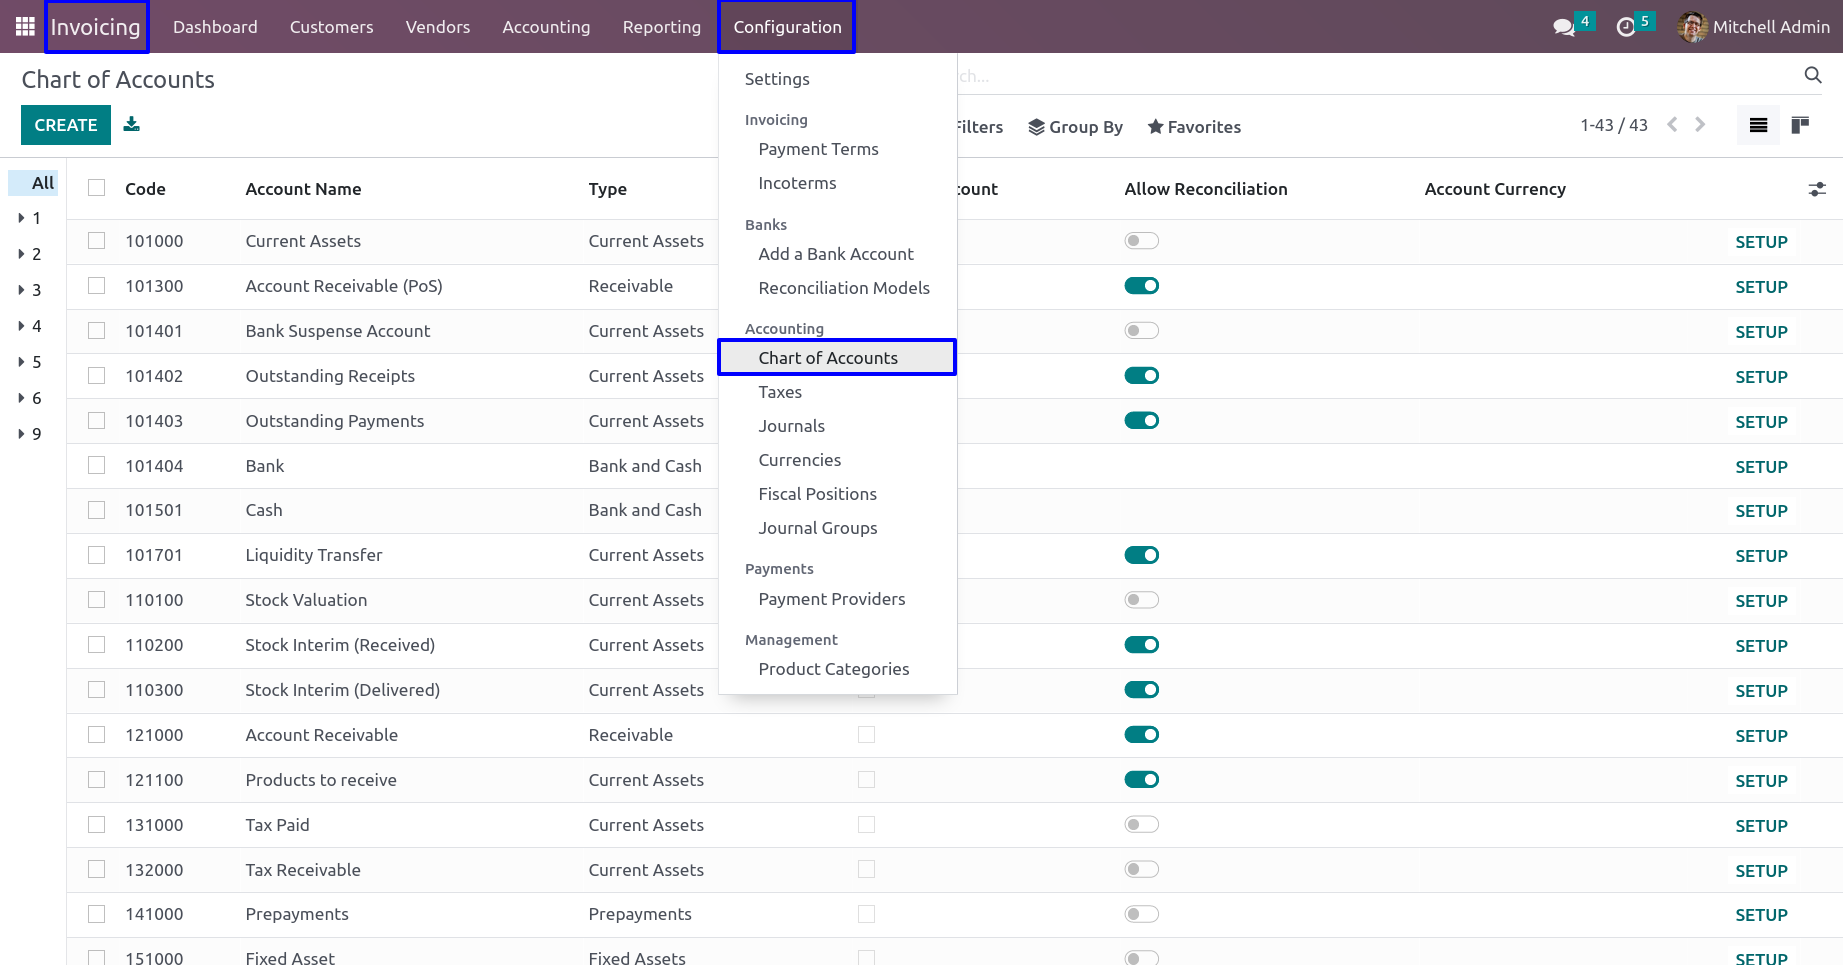 Invoicing Dashboard Customers Vendors Accounting Reporting Configuration 4 5 Mitchell Admin
Chart of Accounts
CREATE
ch...
Filters Group By Favorites 1-43 / 43
Settings
Invoicing
Payment Terms
Incoterms
Banks
Add a Bank Account
Reconciliation Models
Accounting
Chart of Accounts
Taxes
Journals
Currencies
Fiscal Positions
Journal Groups
Payments
Payment Providers
Management
Product Categories
All
1
2
3
4
5
6
9
Code Account Name Type count Allow Reconciliation Account Currency
101000 Current Assets Current Assets SETUP
101300 Account Receivable (PoS) Receivable SETUP
101401 Bank Suspense Account Current Assets SETUP
101402 Outstanding Receipts Current Assets SETUP
101403 Outstanding Payments Current Assets SETUP
101404 Bank Bank and Cash SETUP
101501 Cash Bank and Cash SETUP
101701 Liquidity Transfer Current Assets SETUP
110100 Stock Valuation Current Assets SETUP
110200 Stock Interim (Received) Current Assets SETUP
110300 Stock Interim (Delivered) Current Assets SETUP
121000 Account Receivable Receivable SETUP
121100 Products to receive Current Assets SETUP
131000 Tax Paid Current Assets SETUP
132000 Tax Receivable Current Assets SETUP
141000 Prepayments Prepayments SETUP
151000 Fixed Asset Fixed Assets SETUP